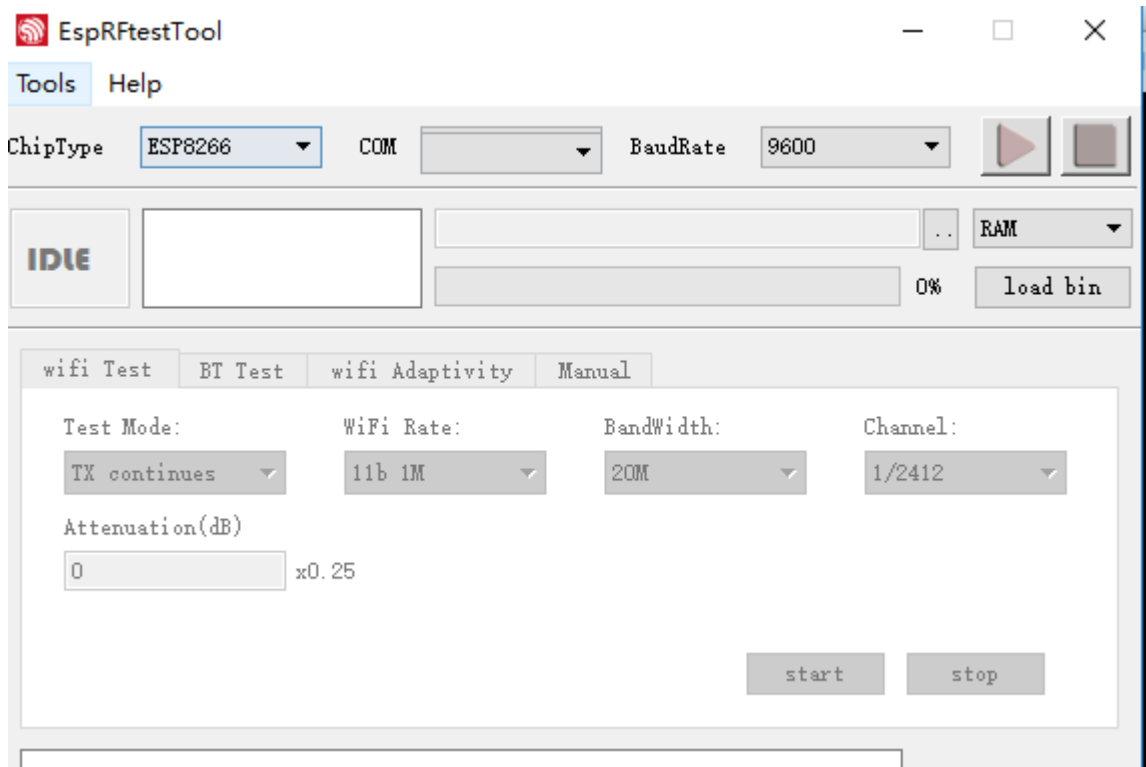 EspRFtestTool
Tools Help
ChipType ESP8266 COM BaudRate 9600
IDLE .. RAM
0% load bin
wifi Test BT Test wifi Adaptivity Manual
Test Mode: WiFi Rate: BandWidth: Channel:
TX continues 11b 1M 20M 1/2412
Attenuation(dB)
0 x0.25
start stop